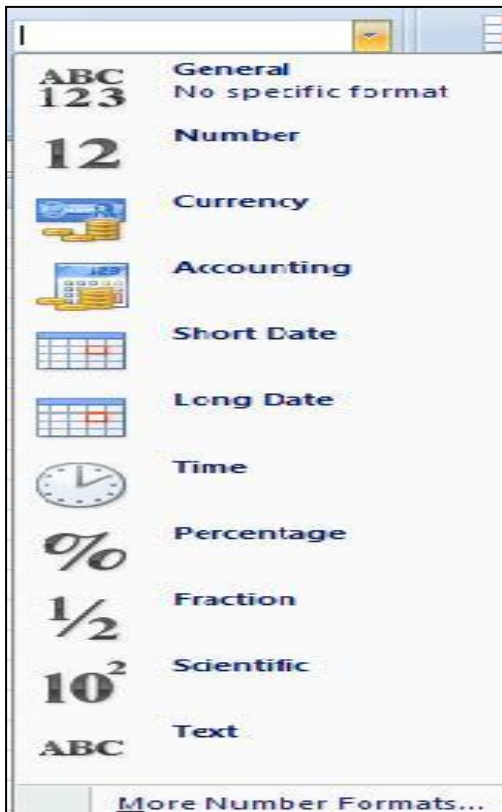 ABC
123
General
No specific format
12
Number
Currency
123
Accounting
Short Date
Long Date
Time
%
Percentage
1/2
Fraction
10²
Scientific
ABC
Text
More Number Formats...